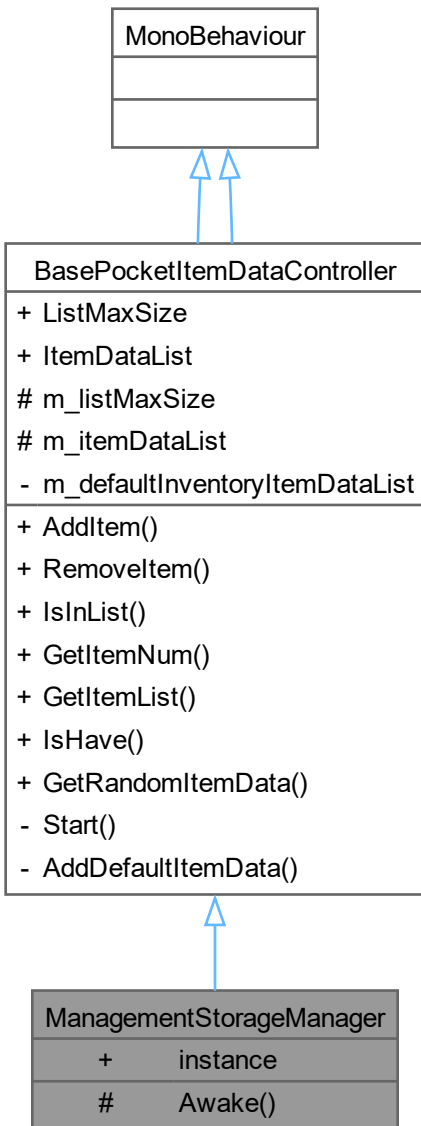 MonoBehaviour
BasePocketItemDataController
+ ListMaxSize
+ ItemDataList
# m_listMaxSize
# m_itemDataList
- m_defaultInventoryItemDataList
+ AddItem()
+ RemoveItem()
+ IsInList()
+ GetItemNum()
+ GetItemList()
+ IsHave()
+ GetRandomItemData()
- Start()
- AddDefaultItemData()
ManagementStorageManager
+ instance
# Awake()